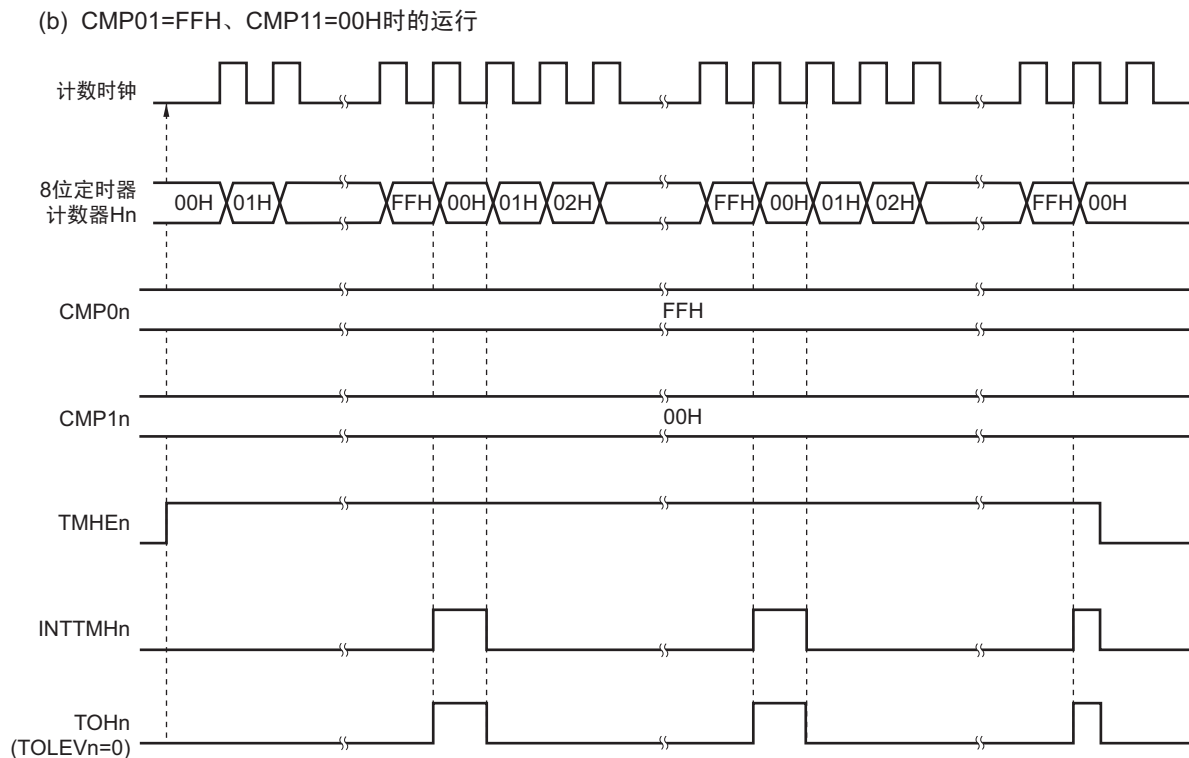 (b) CMP01=FFH、CMP11=00H时的运行
计数时钟
8位定时器
计数器Hn
00H 01H FFH 00H 01H 02H FFH 00H 01H 02H FFH 00H
CMP0n
FFH
CMP1n
00H
TMHEn
INTTMHn
TOHn
(TOLEVn=0)